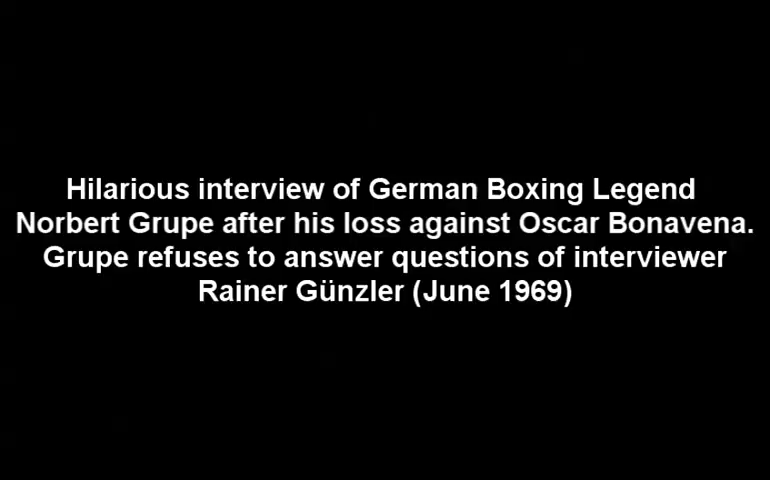 Hilarious interview of German Boxing Legend
Norbert Grupe after his loss against Oscar Bonavena.
Grupe refuses to answer questions of interviewer
Rainer Günzler (June 1969)